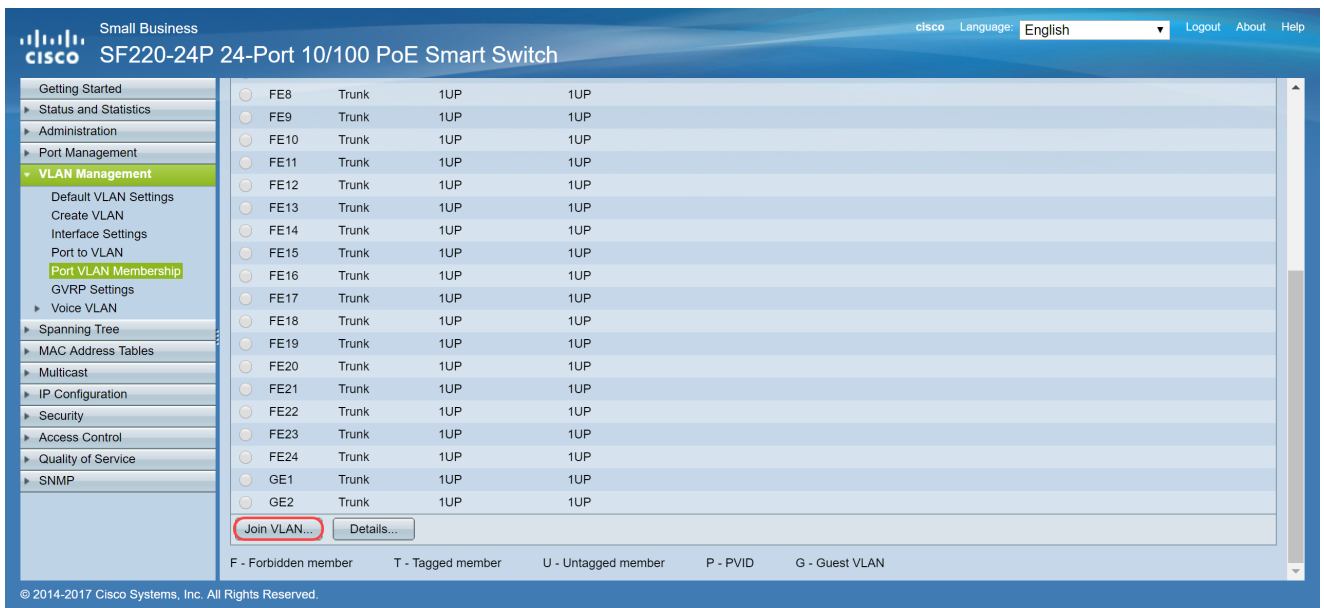 Small Business
cisco Language: English Logout About Help
CISCO SF220-24P 24-Port 10/100 PoE Smart Switch
Getting Started
Status and Statistics
Administration
Port Management
VLAN Management
Default VLAN Settings
Create VLAN
Interface Settings
Port to VLAN
Port VLAN Membership
GVRP Settings
Voice VLAN
Spanning Tree
MAC Address Tables
Multicast
IP Configuration
Security
Access Control
Quality of Service
SNMP
FE8 Trunk 1UP 1UP
FE9 Trunk 1UP 1UP
FE10 Trunk 1UP 1UP
FE11 Trunk 1UP 1UP
FE12 Trunk 1UP 1UP
FE13 Trunk 1UP 1UP
FE14 Trunk 1UP 1UP
FE15 Trunk 1UP 1UP
FE16 Trunk 1UP 1UP
FE17 Trunk 1UP 1UP
FE18 Trunk 1UP 1UP
FE19 Trunk 1UP 1UP
FE20 Trunk 1UP 1UP
FE21 Trunk 1UP 1UP
FE22 Trunk 1UP 1UP
FE23 Trunk 1UP 1UP
FE24 Trunk 1UP 1UP
GE1 Trunk 1UP 1UP
GE2 Trunk 1UP 1UP
Join VLAN... Details...
F - Forbidden member T - Tagged member U - Untagged member P - PVID G - Guest VLAN
© 2014-2017 Cisco Systems, Inc. All Rights Reserved.